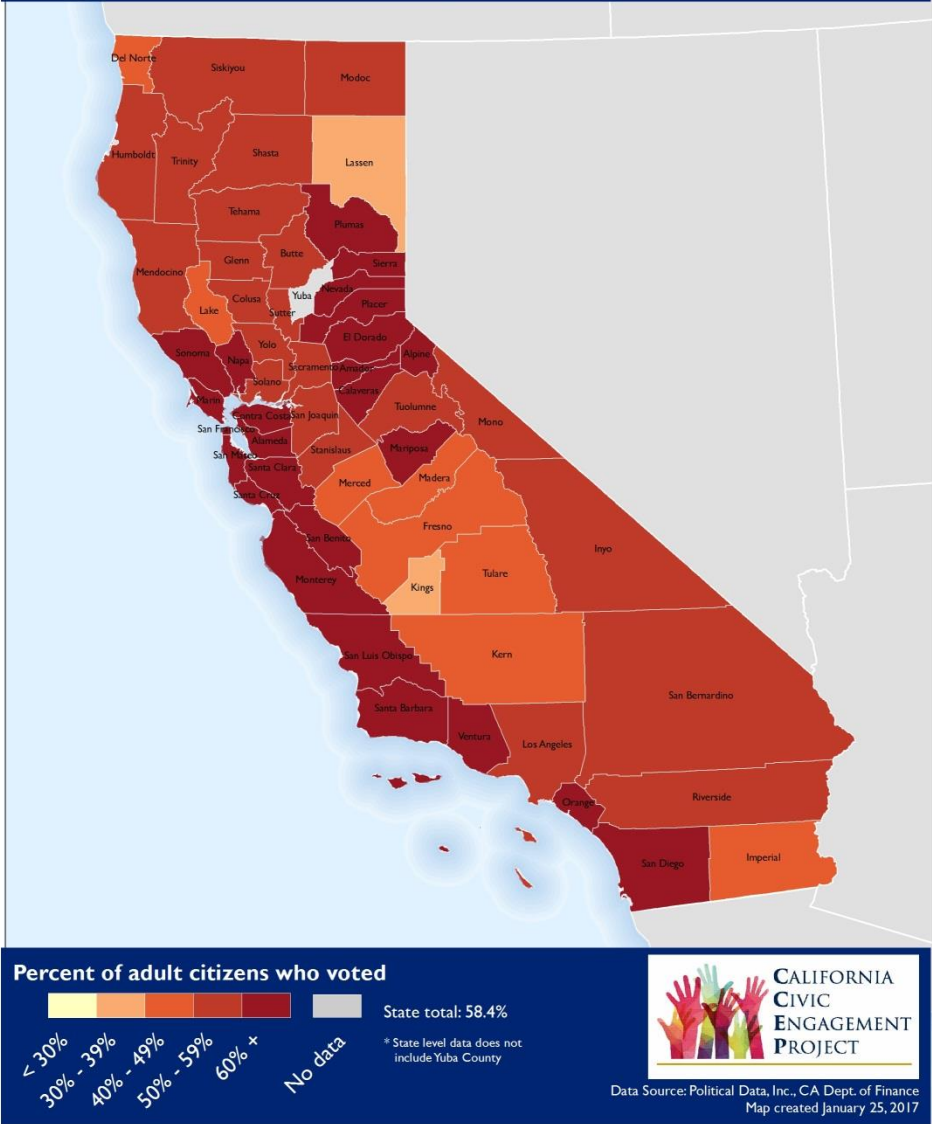 Del Norte
Siskiyou
Modoc
Humboldt
Trinity
Shasta
Lassen
Tehama
Plumas
Mendocino
Glenn
Butte
Sierra
Yuba
Nevada
Lake
Colusa
Sutter
Placer
Sonoma
Napa
Yolo
El Dorado
Solano
Sacramento
Amador
Alpine
Calaveras
Marin
Contra Costa
San Joaquin
Tuolumne
Mono
San Francisco
Alameda
Stanislaus
Mariposa
San Mateo
Santa Clara
Merced
Madera
Santa Cruz
Fresno
San Benito
Inyo
Monterey
Kings
Tulare
San Luis Obispo
Kern
San Bernardino
Santa Barbara
Ventura
Los Angeles
Orange
Riverside
San Diego
Imperial
Percent of adult citizens who voted
< 30%
30% - 39%
40% - 49%
50% - 59%
60% +
No data
State total: 58.4%
* State level data does not
include Yuba County
CALIFORNIA
CIVIC
ENGAGEMENT
PROJECT
Data Source: Political Data, Inc., CA Dept. of Finance
Map created January 25, 2017